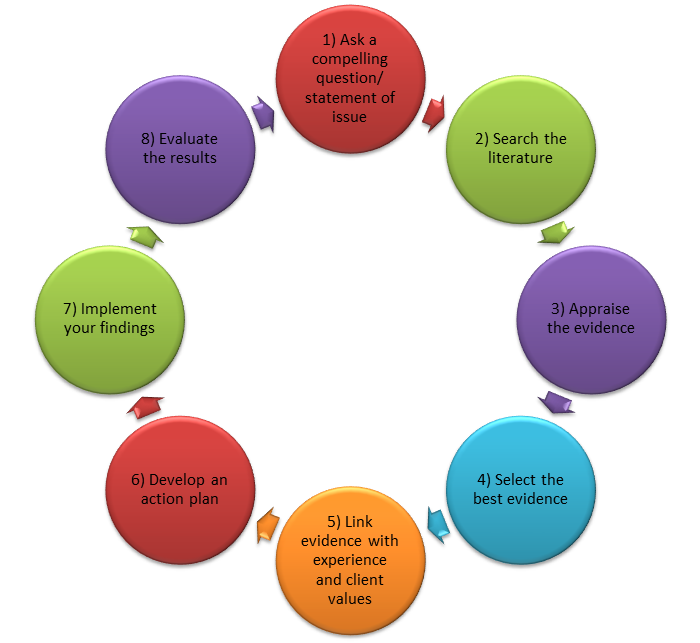 1) Ask a
compelling
question/
statement of
issue
2) Search the
literature
3) Appraise
the evidence
4) Select the
best evidence
5) Link
evidence with
experience
and client
values
6) Develop an
action plan
7) Implement
your findings
8) Evaluate
the results